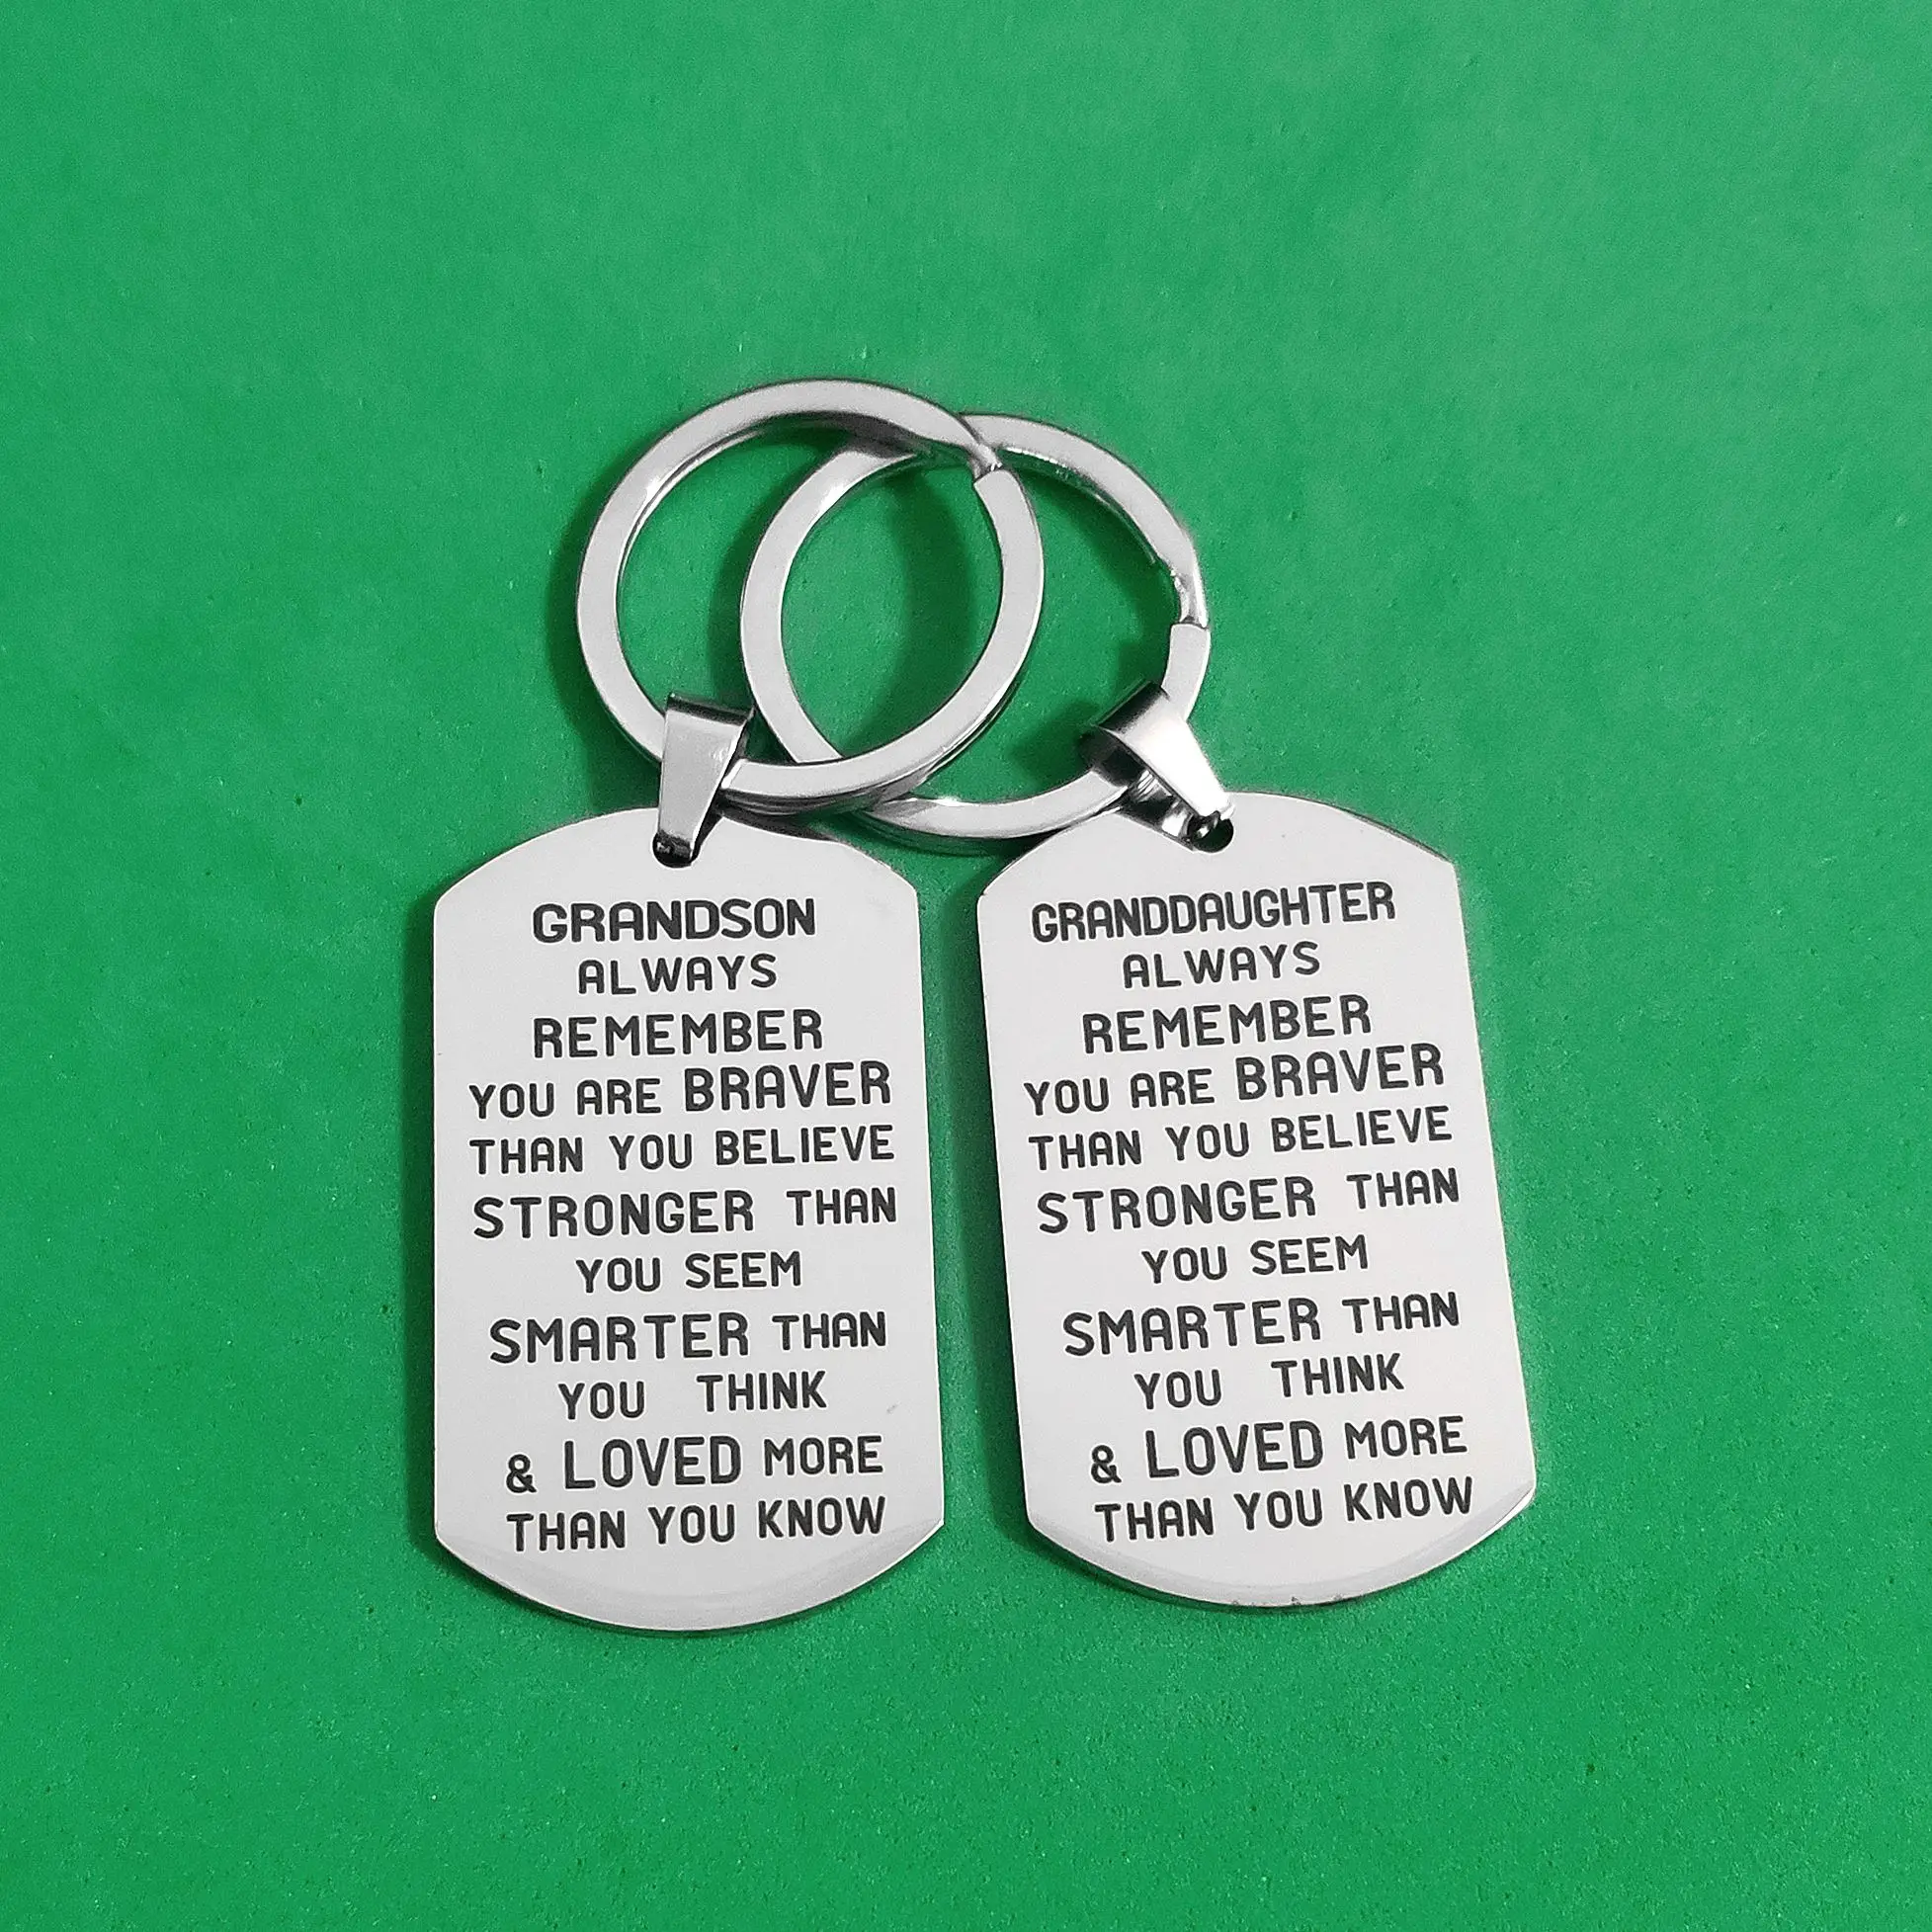 GRANDSON
ALWAYS
REMEMBER
YOU ARE BRAVER
THAN YOU BELIEVE
STRONGER THAN
YOU SEEM
SMARTER THAN
YOU THINK
& LOVED MORE
THAN YOU KNOW
GRANDDAUGHTER
ALWAYS
REMEMBER
YOU ARE BRAVER
THAN YOU BELIEVE
STRONGER THAN
YOU SEEM
SMARTER THAN
YOU THINK
& LOVED MORE
THAN YOU KNOW